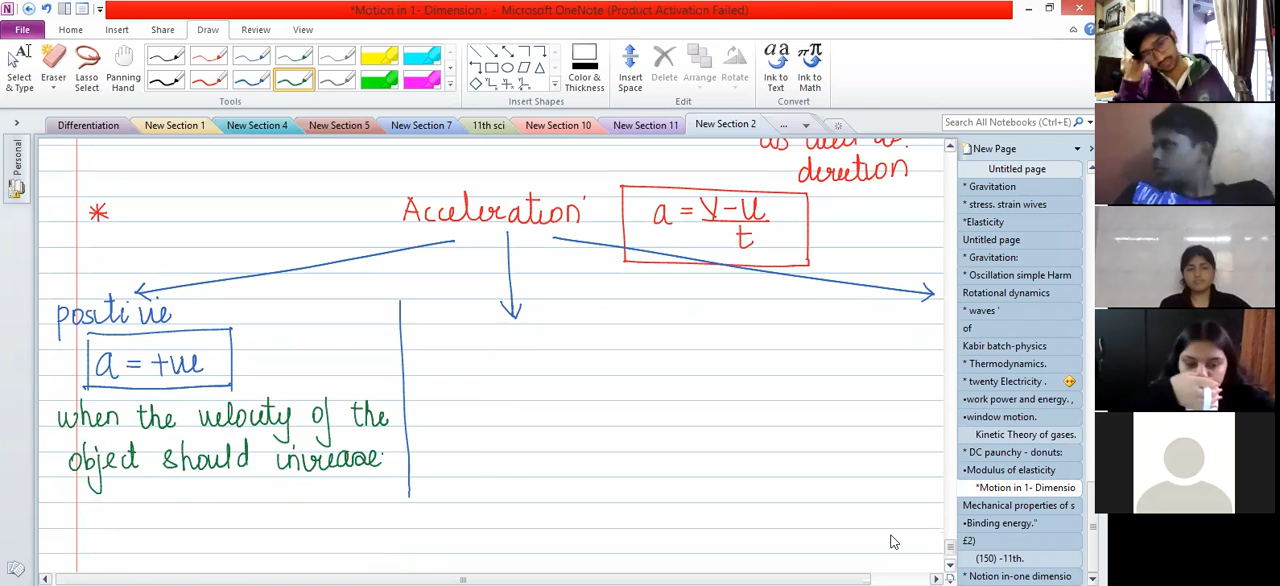 *Motion in 1- Dimension : - Microsoft OneNote (Product Activation Failed)
File Home Insert Share Draw Review View
Select & Type
Eraser
Lasso Select
Panning Hand
Color & Thickness
Insert Space
Delete
Arrange
Rotate
Ink to Text
Ink to Math
Tools
Insert Shapes
Edit
Convert
Differentiation New Section 1 New Section 4 New Section 5 New Section 7 11th sci New Section 10 New Section 11 New Section 2 ...
Search All Notebooks (Ctrl+E)
Personal
direction
* Acceleration
a = v-u
t
positive
a = +ve
when the velocity of the
object should increase
New Page
Untitled page
* Gravitation
* stress. strain wives
*Elasticity
Untitled page
* Gravitation:
* Oscillation simple Harm
Rotational dynamics
* waves '
of
Kabir batch-physics
* Thermodynamics.
* twenty Electricity .
•work power and energy. ,
•window motion.
Kinetic Theory of gases.
* DC paunchy - donuts:
•Modulus of elasticity
*Motion in 1- Dimensio
Mechanical properties of s
•Binding energy."
£2)
(150) -11th.
* Notion in-one dimensio